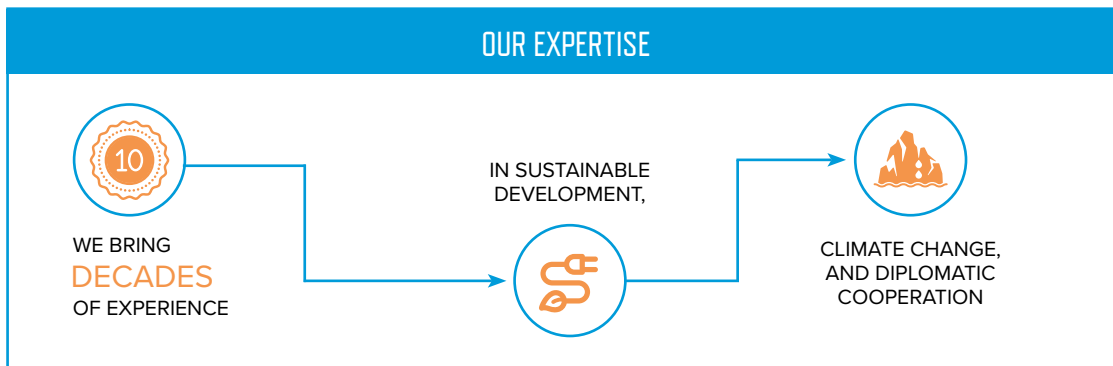 OUR EXPERTISE
10
WE BRING
DECADES
OF EXPERIENCE
IN SUSTAINABLE
DEVELOPMENT,
CLIMATE CHANGE,
AND DIPLOMATIC
COOPERATION